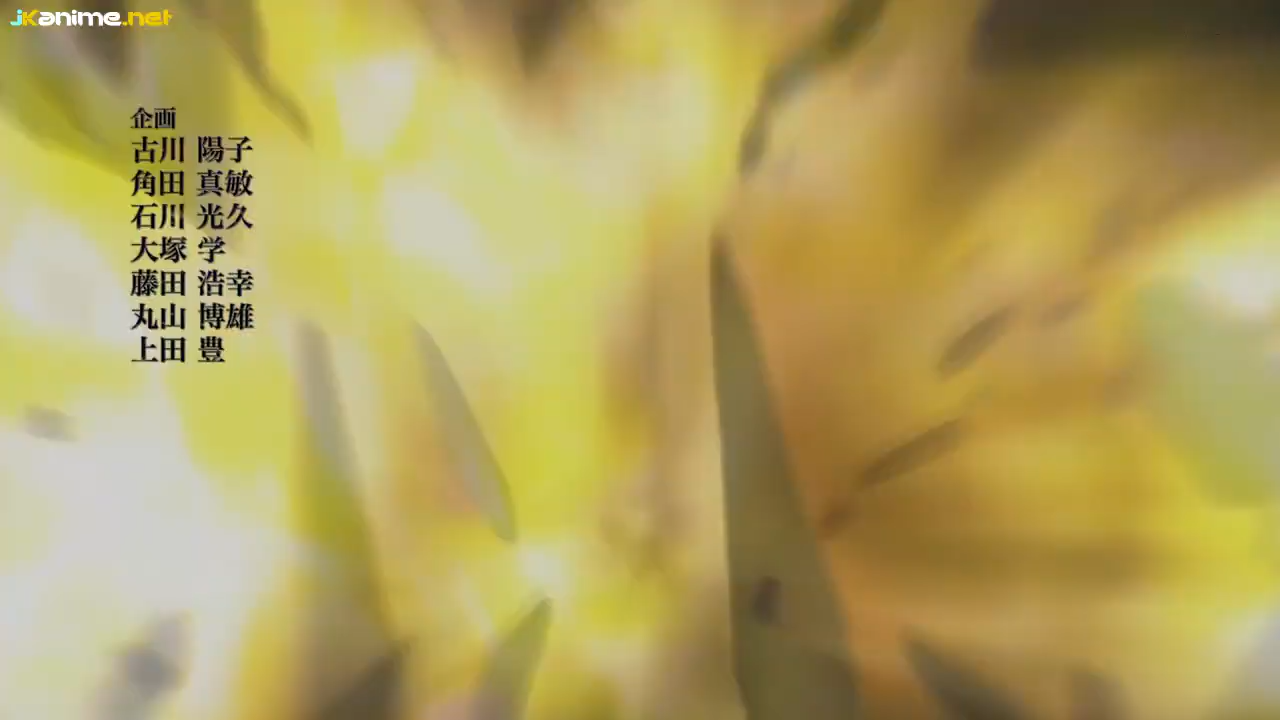 jkanime.net
企画
古川 陽子
角田 真敏
石川 光久
大塚 学
藤田 浩幸
丸山 博雄
上田 豊